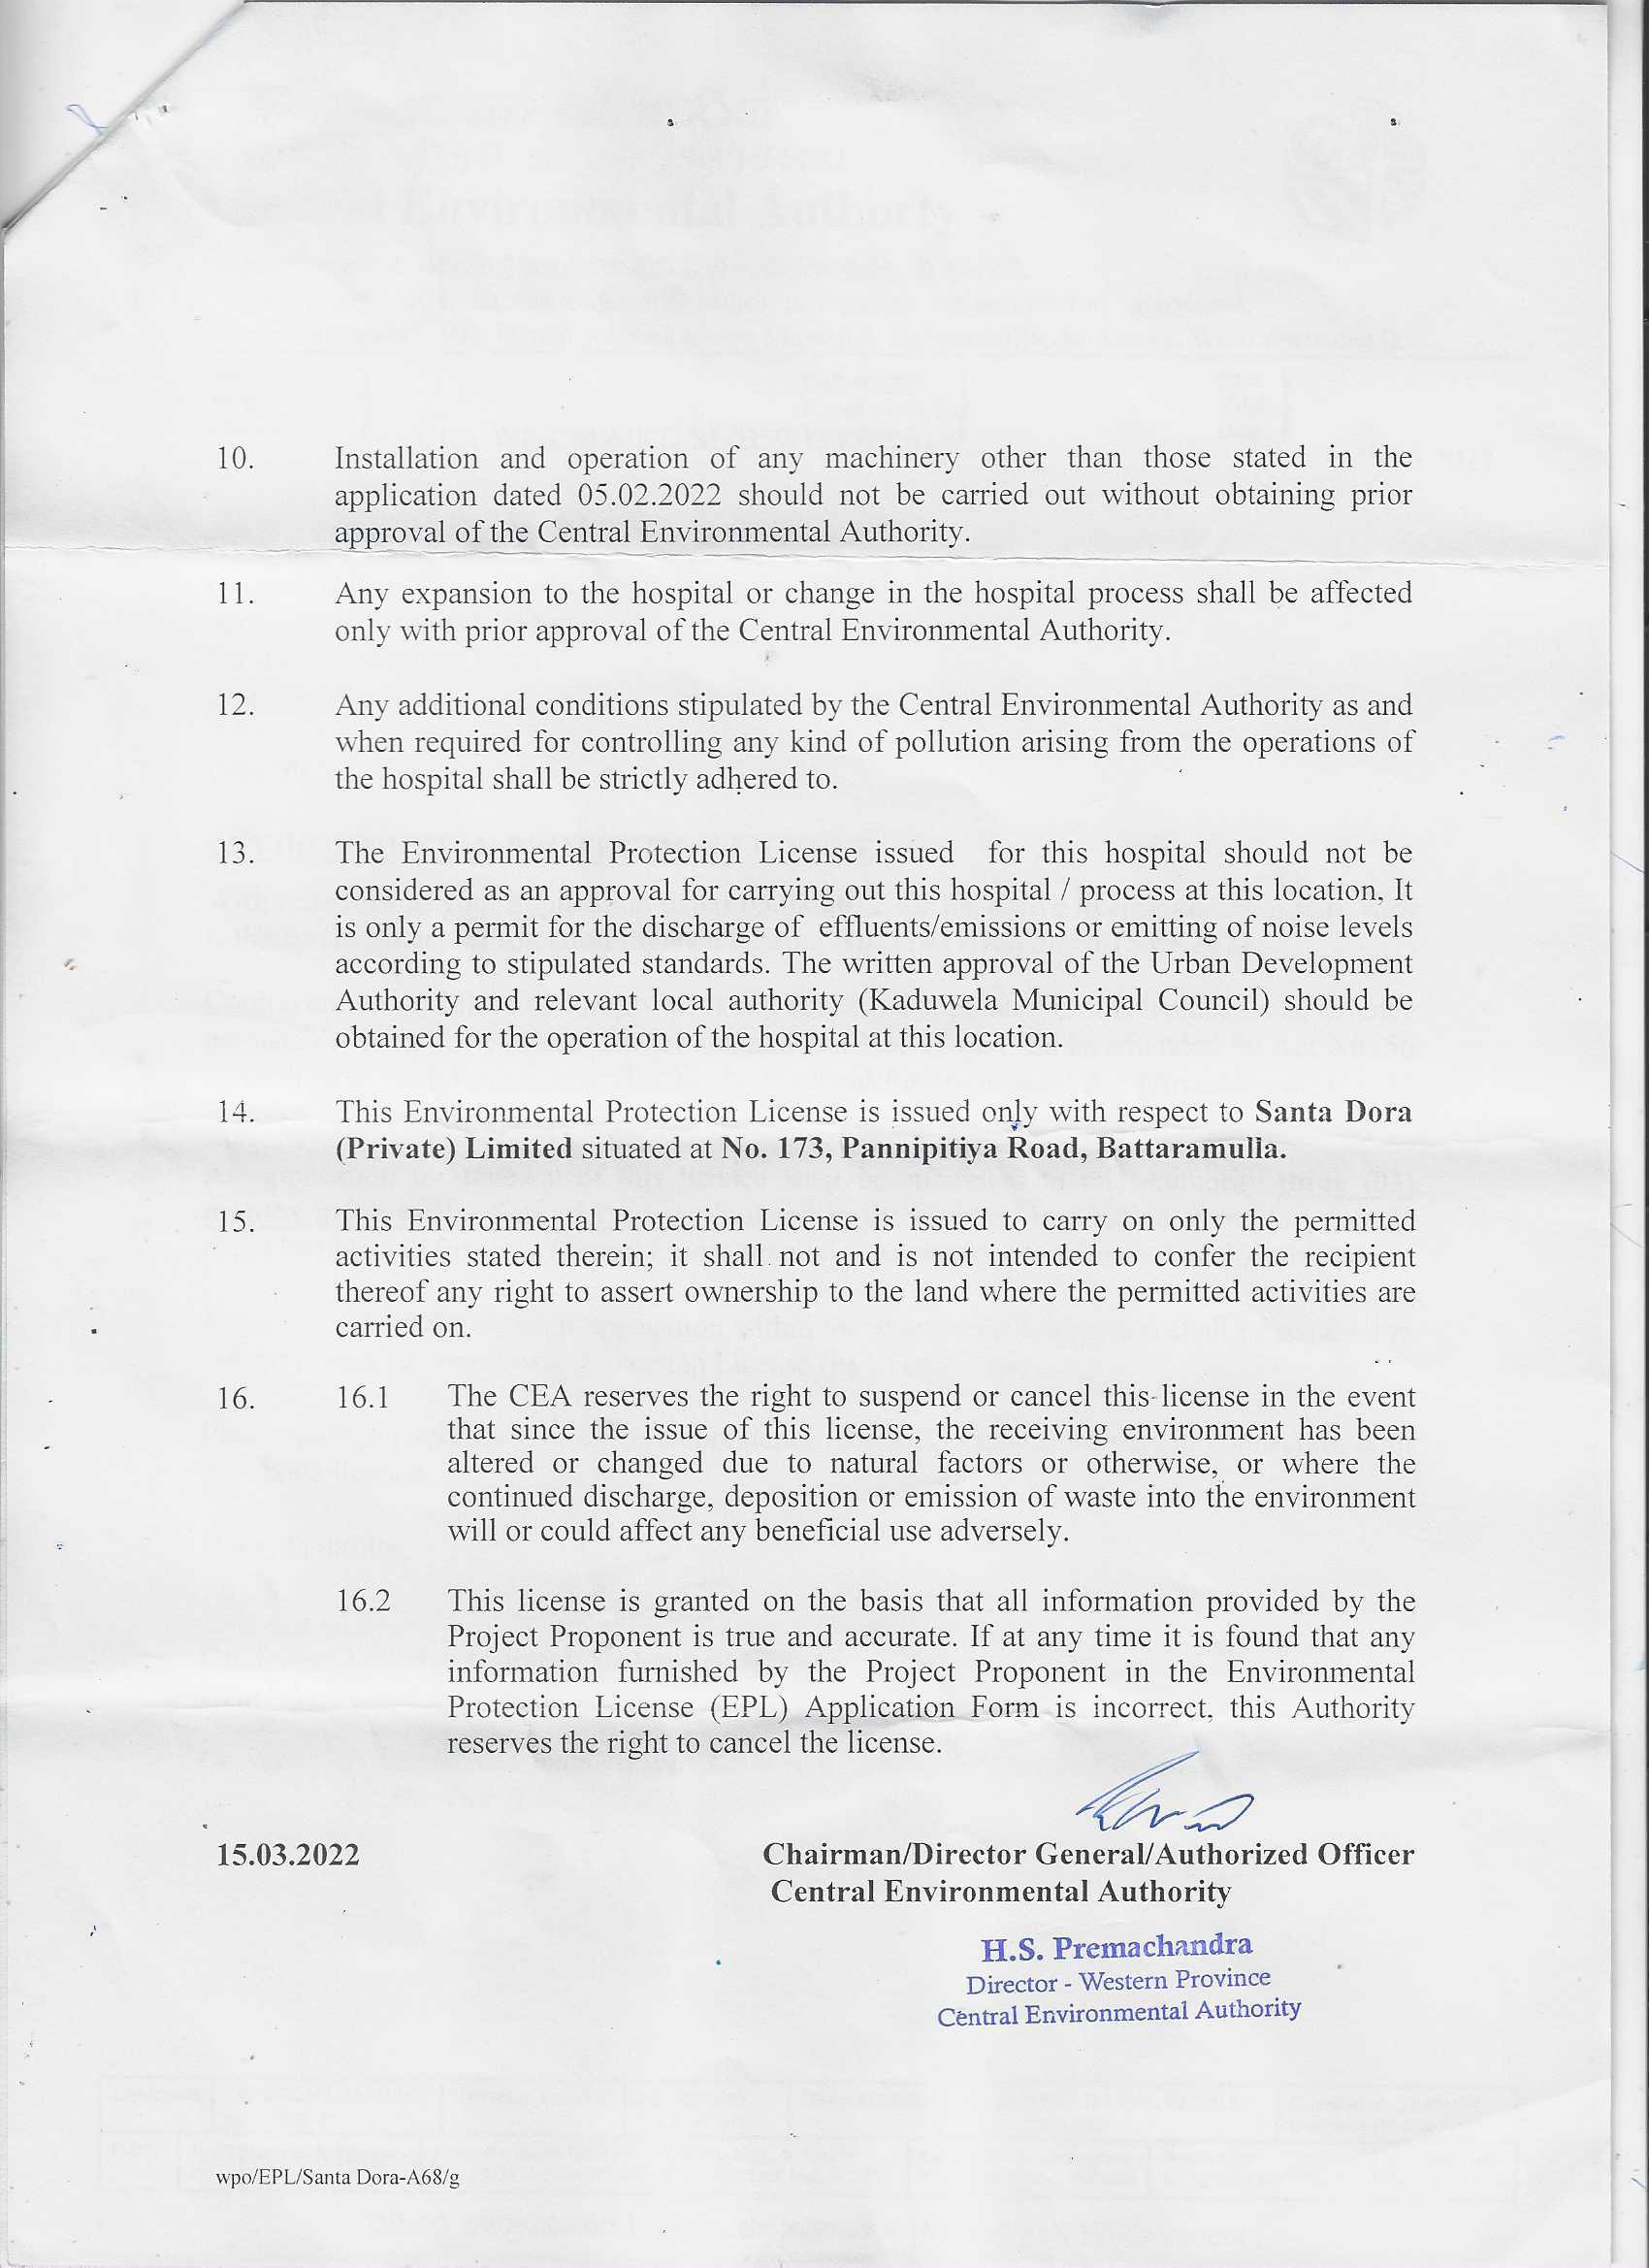 10. Installation and operation of any machinery other than those stated in the
application dated 05.02.2022 should not be carried out without obtaining prior
approval of the Central Environmental Authority.
11. Any expansion to the hospital or change in the hospital process shall be affected
only with prior approval of the Central Environmental Authority.
12. Any additional conditions stipulated by the Central Environmental Authority as and
when required for controlling any kind of pollution arising from the operations of
the hospital shall be strictly adhered to.
13. The Environmental Protection License issued for this hospital should not be
considered as an approval for carrying out this hospital / process at this location, It
is only a permit for the discharge of effluents/emissions or emitting of noise levels
according to stipulated standards. The written approval of the Urban Development
Authority and relevant local authority (Kaduwela Municipal Council) should be
obtained for the operation of the hospital at this location.
14. This Environmental Protection License is issued only with respect to Santa Dora
(Private) Limited situated at No. 173, Pannipitiya Road, Battaramulla.
15. This Environmental Protection License is issued to carry on only the permitted
activities stated therein; it shall not and is not intended to confer the recipient
thereof any right to assert ownership to the land where the permitted activities are
carried on.
16. 16.1 The CEA reserves the right to suspend or cancel this license in the event
that since the issue of this license, the receiving environment has been
altered or changed due to natural factors or otherwise, or where the
continued discharge, deposition or emission of waste into the environment
will or could affect any beneficial use adversely.
16.2 This license is granted on the basis that all information provided by the
Project Proponent is true and accurate. If at any time it is found that any
information furnished by the Project Proponent in the Environmental
Protection License (EPL) Application Form is incorrect, this Authority
reserves the right to cancel the license.
15.03.2022 Chairman/Director General/Authorized Officer
Central Environmental Authority
H.S. Premachandra
Director - Western Province
Central Environmental Authority
wpo/EPL/Santa Dora-A68/g